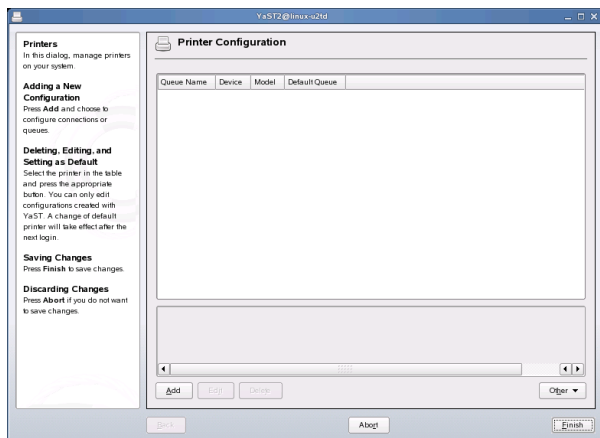 YaST2@linux-u2td
Printers
In this dialog, manage printers
on your system.
Adding a New
Configuration
Press Add and choose to
configure connections or
queues.
Deleting, Editing, and
Setting as Default
Select the printer in the table
and press the appropriate
button. You can only edit
configurations created with
YaST. A change of default
printer will take effect after the
next login.
Saving Changes
Press Finish to save changes.
Discarding Changes
Press Abort if you do not want
to save changes.
Printer Configuration
Queue Name Device Model Default Queue
Add Edit Delete Other
Back Abort Finish